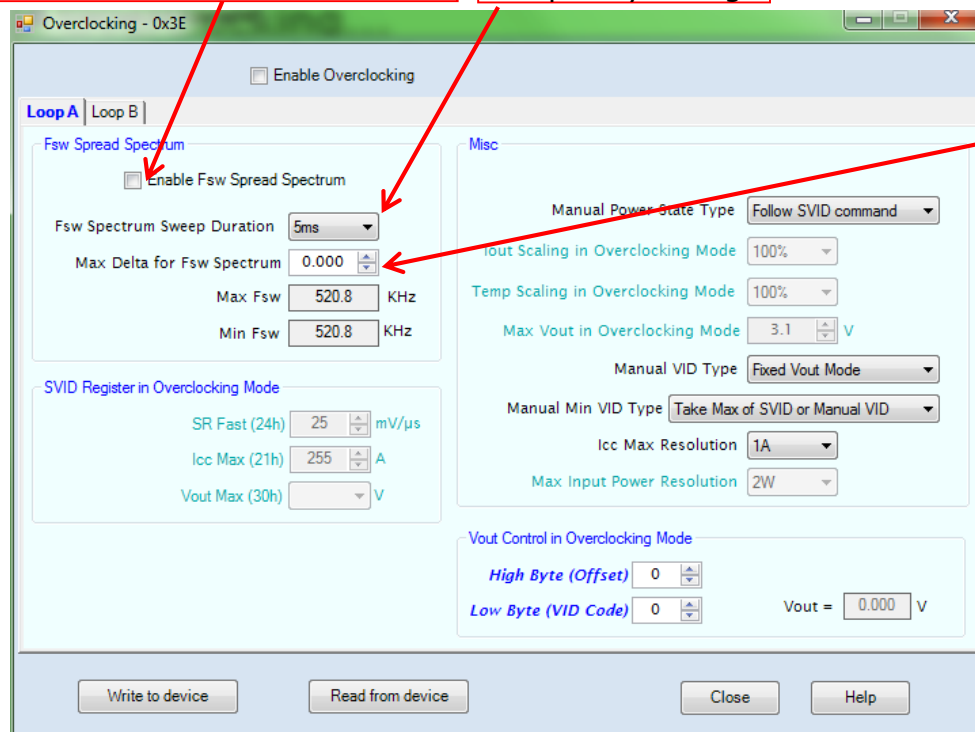 Overclocking - 0x3E
Enable Overclocking
Loop A
Loop B
Fsw Spread Spectrum
Enable Fsw Spread Spectrum
Fsw Spectrum Sweep Duration 5ms
Max Delta for Fsw Spectrum 0.000
Max Fsw 520.8 KHz
Min Fsw 520.8 KHz
SVID Register in Overclocking Mode
SR Fast (24h) 25 mV/µs
Icc Max (21h) 255 A
Vout Max (30h) V
Misc
Manual Power State Type Follow SVID command
Iout Scaling in Overclocking Mode 100%
Temp Scaling in Overclocking Mode 100%
Max Vout in Overclocking Mode 3.1 V
Manual VID Type Fixed Vout Mode
Manual Min VID Type Take Max of SVID or Manual VID
Icc Max Resolution 1A
Max Input Power Resolution 2W
Vout Control in Overclocking Mode
High Byte (Offset) 0
Low Byte (VID Code) 0
Vout = 0.000 V
Write to device
Read from device
Close
Help